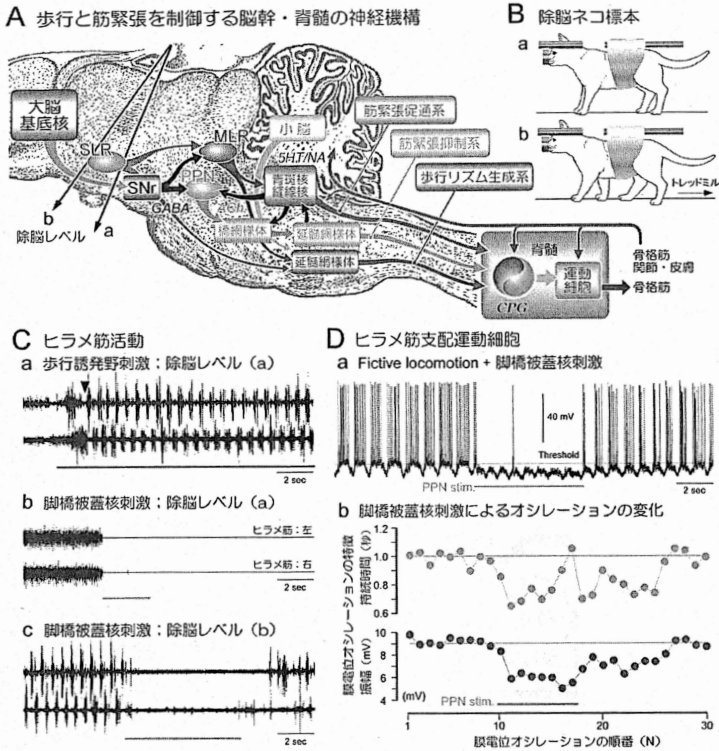 A 歩行と筋緊張を制御する脳幹・脊髄の神経機構
大脳
基底核
SLR
MLR
小脳
SNr
PPN
GABA
5HT/NA
青斑核
縫線核
橋網様体
延髄網様体
延髄網様体
b
除脳レベル
a
筋緊張促通系
筋緊張抑制系
歩行リズム生成系
脊髄
CPG
運動
細胞
骨格筋
関節・皮膚
骨格筋
B 除脳ネコ標本
a
b
トレッドミル
C ヒラメ筋活動
a 歩行誘発野刺激：除脳レベル（a）
2 sec
b 脚橋被蓋核刺激：除脳レベル（a）
ヒラメ筋：左
ヒラメ筋：右
2 sec
c 脚橋被蓋核刺激：除脳レベル（b）
2 sec
D ヒラメ筋支配運動細胞
a Fictive locomotion + 脚橋被蓋核刺激
40 mV
Threshold
PPN stim.
2 sec
b 脚橋被蓋核刺激によるオシレーションの変化
膜電位オシレーションの特徴
持続時間（秒）
1.2
1.0
0.8
0.6
振幅（mV）
10
8
6
4
(mV)
PPN stim.
1
10
20
30
膜電位オシレーションの順番（N）